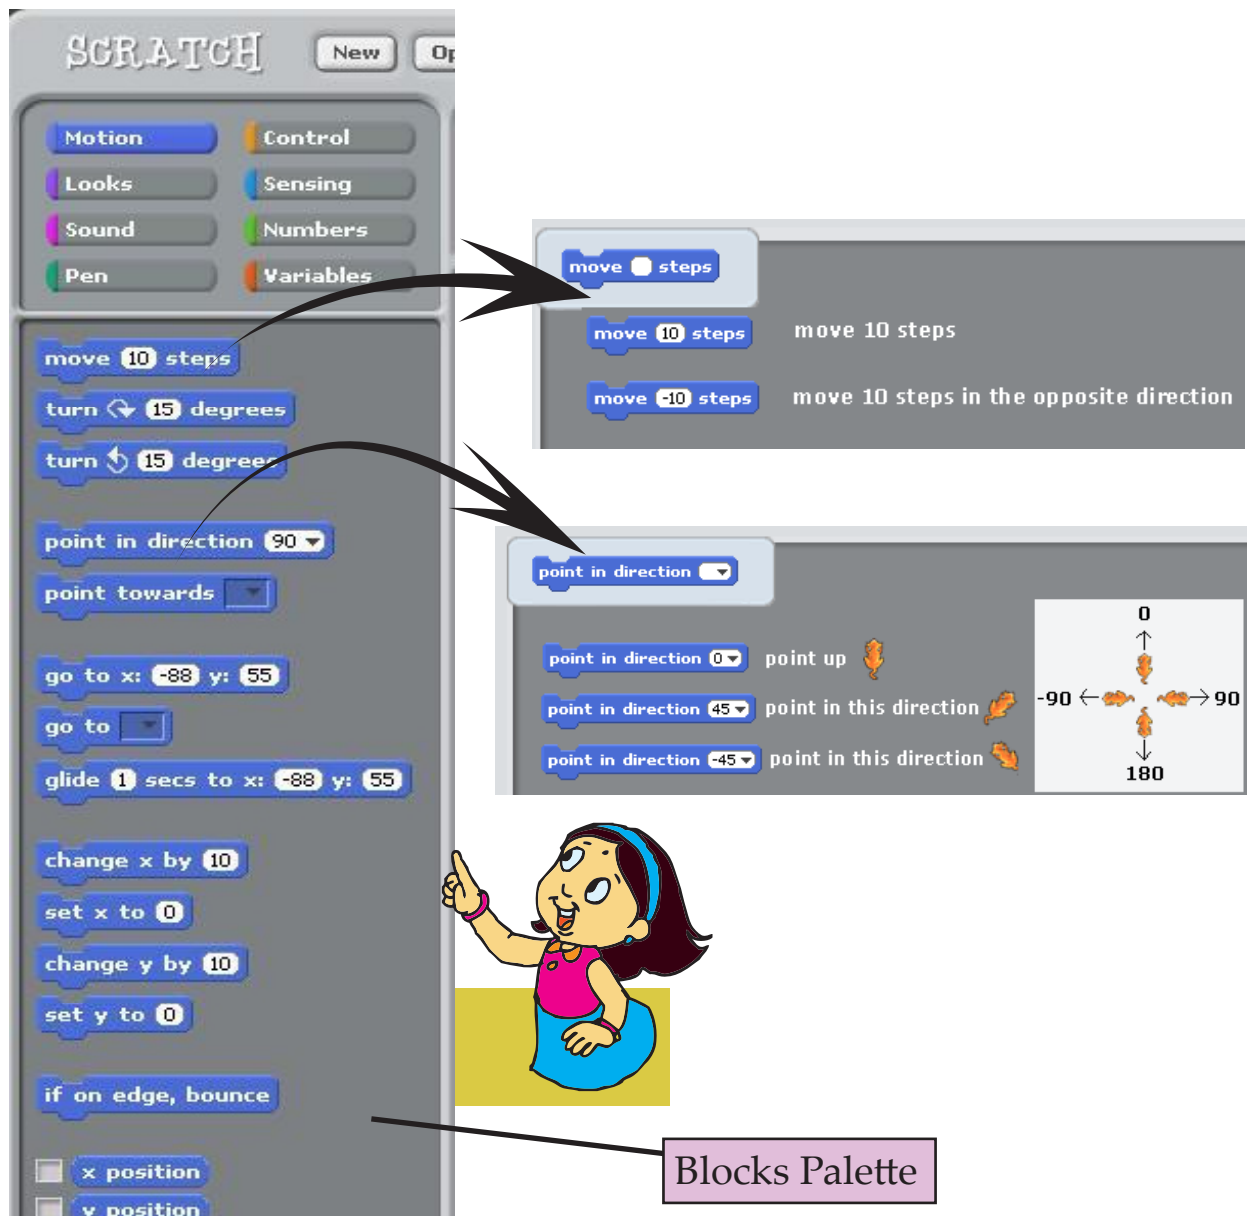 SCRATCH
New
Op
Motion
Control
Looks
Sensing
Sound
Numbers
Pen
Variables
move 10 steps
turn 15 degrees
turn 15 degrees
point in direction 90
point towards
go to x: -88 y: 55
go to
glide 1 secs to x: -88 y: 55
change x by 10
set x to 0
change y by 10
set y to 0
if on edge, bounce
x position
y position
move steps
move 10 steps move 10 steps
move -10 steps move 10 steps in the opposite direction
point in direction
point in direction 0 point up
point in direction 45 point in this direction
point in direction -45 point in this direction
0
-90 90
180
Blocks Palette